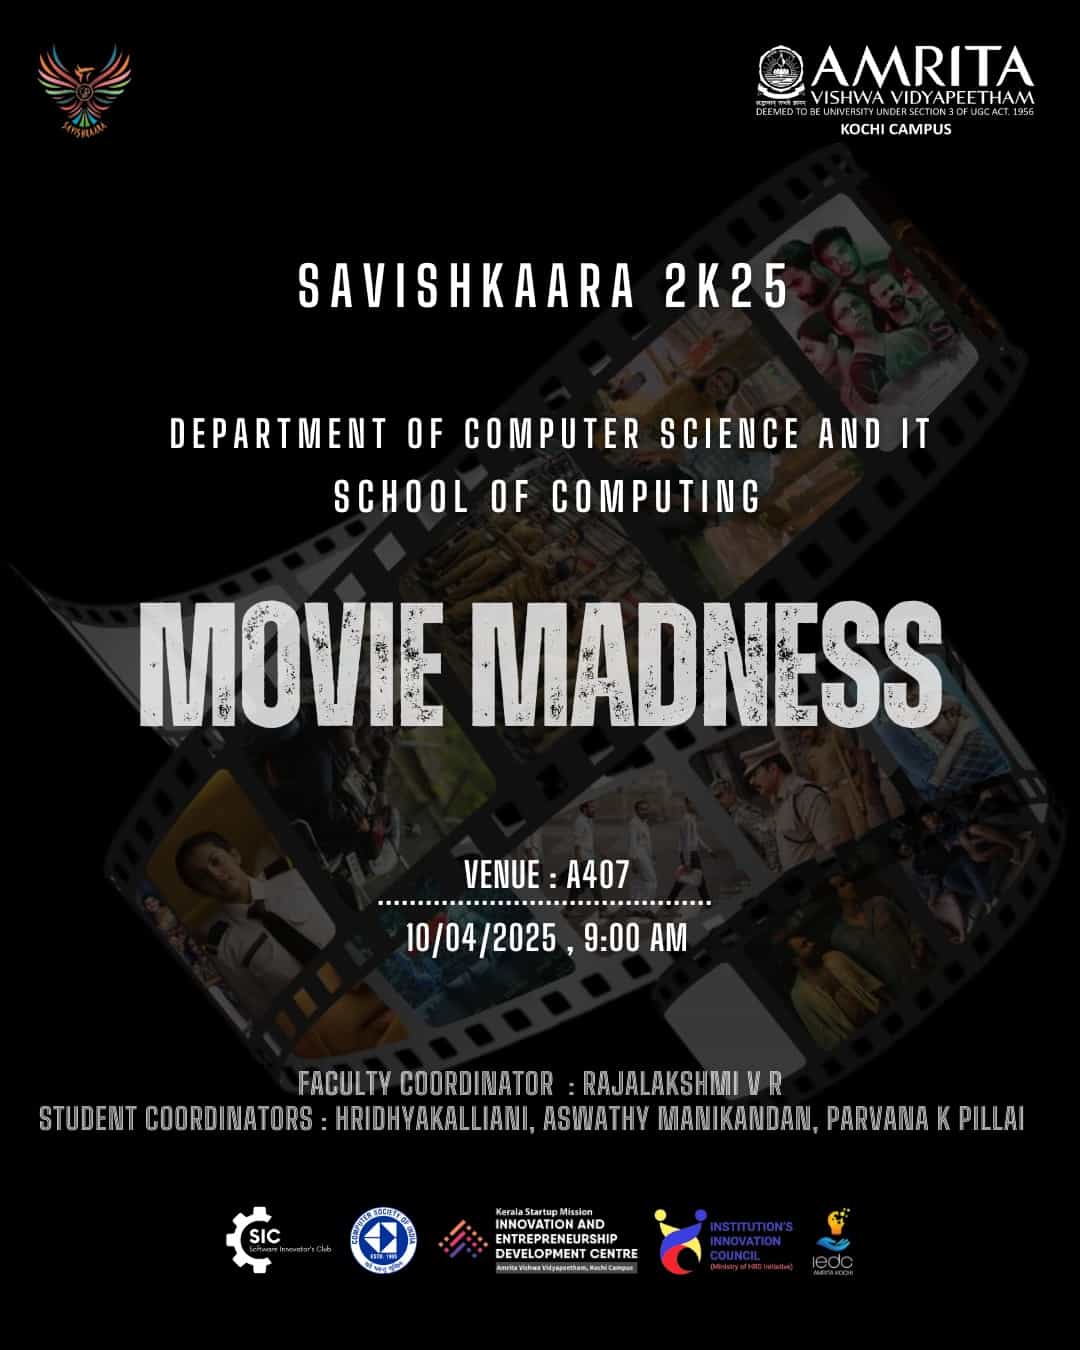 SAVISHKAARA
AMRITA
VISHWA VIDYAPEETHAM
DEEMED TO BE UNIVERSITY UNDER SECTION 3 OF UGC ACT. 1956
KOCHI CAMPUS
SAVISHKAARA 2K25
DEPARTMENT OF COMPUTER SCIENCE AND IT
SCHOOL OF COMPUTING
MOVIE MADNESS
VENUE : A407
10/04/2025 , 9:00 AM
FACULTY COORDINATOR : RAJALAKSHMI V R
STUDENT COORDINATORS : HRIDHYAKALLIANI, ASWATHY MANIKANDAN, PARVANA K PILLAI
SIC
Software Innovator's Club
COMPUTER SOCIETY OF INDIA
ESTD. 1965
Kerala Startup Mission
INNOVATION AND
ENTREPRENEURSHIP
DEVELOPMENT CENTRE
Amrita Vishwa Vidyapeetham, Kochi Campus
INSTITUTION'S
INNOVATION
COUNCIL
(Ministry of HRD Initiative)
iedc
AMRITA KOCHI